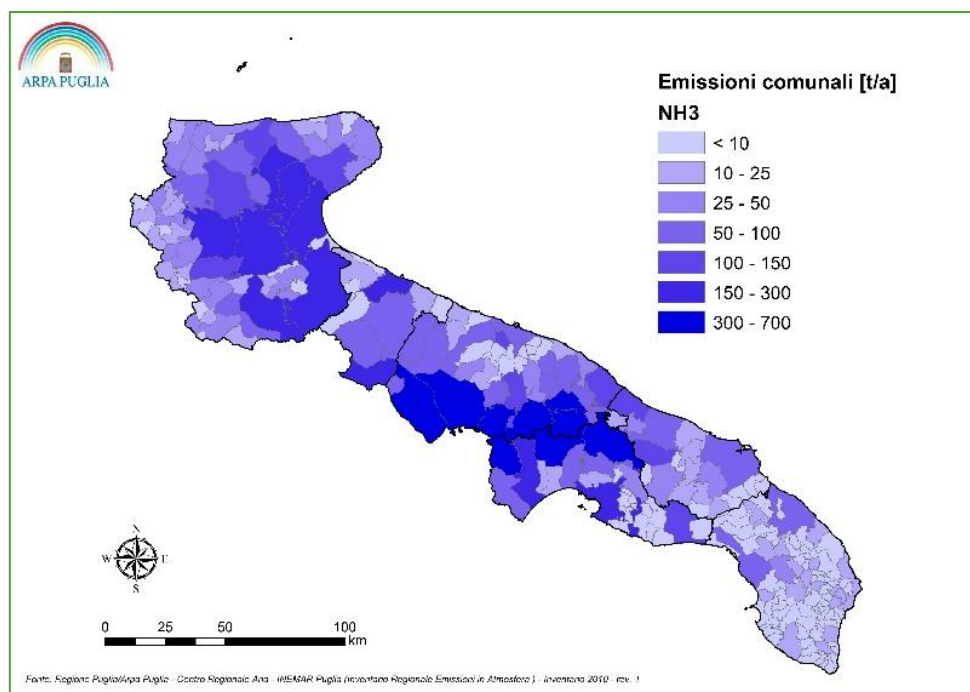 ARPA PUGLIA
Emissioni comunali [t/a]
NH3
< 10
10 - 25
25 - 50
50 - 100
100 - 150
150 - 300
300 - 700
N
W
E
S
0 25 50 100
km
Fonte: Regione Puglia/Arpa Puglia - Centro Regionale Aria - INEMAR Puglia (Inventario Regionale Emissioni in Atmosfera ) - Inventario 2010 - rev. 1